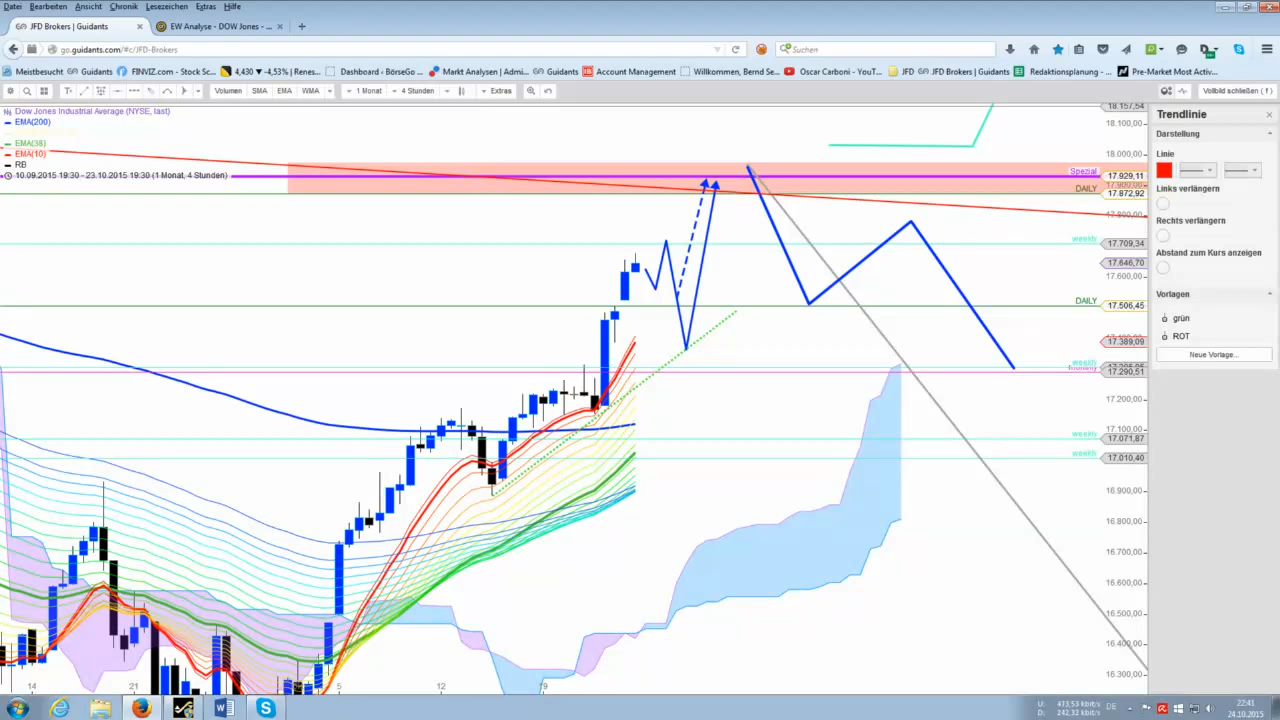 Datei Bearbeiten Ansicht Chronik Lesezeichen Extras Hilfe
JFD Brokers | Guidants × EW Analyse - DOW Jones - ... × +
go.guidants.com/#c/JFD-Brokers Suchen
Meistbesucht Guidants FINVIZ.com - Stock Sc... 4,430 ▼-4,53% | Renes... Dashboard - BörseGo ... Markt Analysen | Admi... Guidants Account Management Willkommen, Bernd Se... Oscar Carboni - YouT... JFD JFD Brokers | Guidants Redaktionsplanung - ... Pre-Market Most Activ...
Volumen SMA EMA WMA 1 Monat 4 Stunden Extras Vollbild schließen ( f )
Dow Jones Industrial Average (NYSE, last)
EMA(200)
EMA(38)
EMA(10)
RB
10.09.2015 19:30 - 23.10.2015 19:30 (1 Monat, 4 Stunden)
18.157,54
18.100,00
18.000,00
Spezial 17.929,11
DAILY 17.872,92
17.800,00
weekly 17.709,34
17.646,70
17.600,00
DAILY 17.506,45
17.389,09
weekly
17.290,51
17.200,00
17.100,00
weekly 17.071,87
weekly 17.010,40
16.900,00
16.800,00
16.700,00
16.600,00
16.500,00
16.400,00
16.300,00
14 21 5 12 19
Trendlinie ×
Darstellung
Linie
Links verlängern
Rechts verlängern
Abstand zum Kurs anzeigen
Vorlagen
grün
ROT
Neue Vorlage...
U: 473,53 kbit/s DE 22:41
D: 242,32 kbit/s 24.10.2015